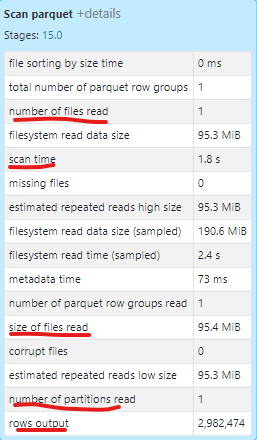 Scan parquet +details
Stages: 15.0
file sorting by size time 0 ms
total number of parquet row groups 1
number of files read 1
filesystem read data size 95.3 MiB
scan time 1.8 s
missing files 0
estimated repeated reads high size 95.3 MiB
filesystem read data size (sampled) 190.6 MiB
filesystem read time (sampled) 2.4 s
metadata time 73 ms
number of parquet row groups read 1
size of files read 95.4 MiB
corrupt files 0
estimated repeated reads low size 95.3 MiB
number of partitions read 1
rows output 2,982,474